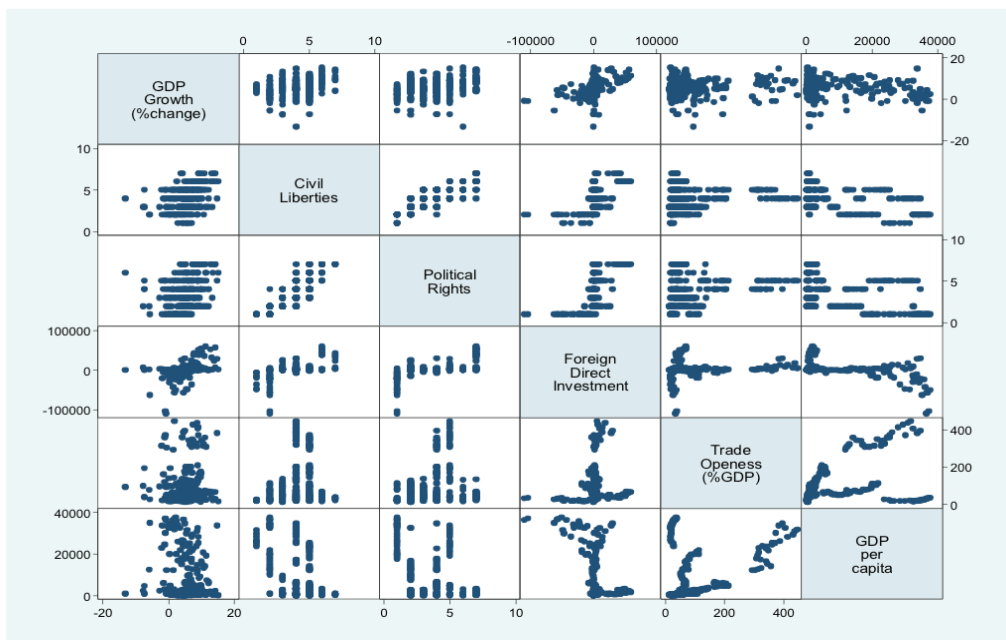 0 5 10
-100000 0 100000
0 20000 40000
GDP
Growth
(%change)
20
0
-20
10
5
0
Civil
Liberties
Political
Rights
10
5
0
100000
0
-100000
Foreign
Direct
Investment
Trade
Openess
(%GDP)
400
200
0
40000
20000
0
GDP
per
capita
-20 0 20
0 5 10
0 200 400